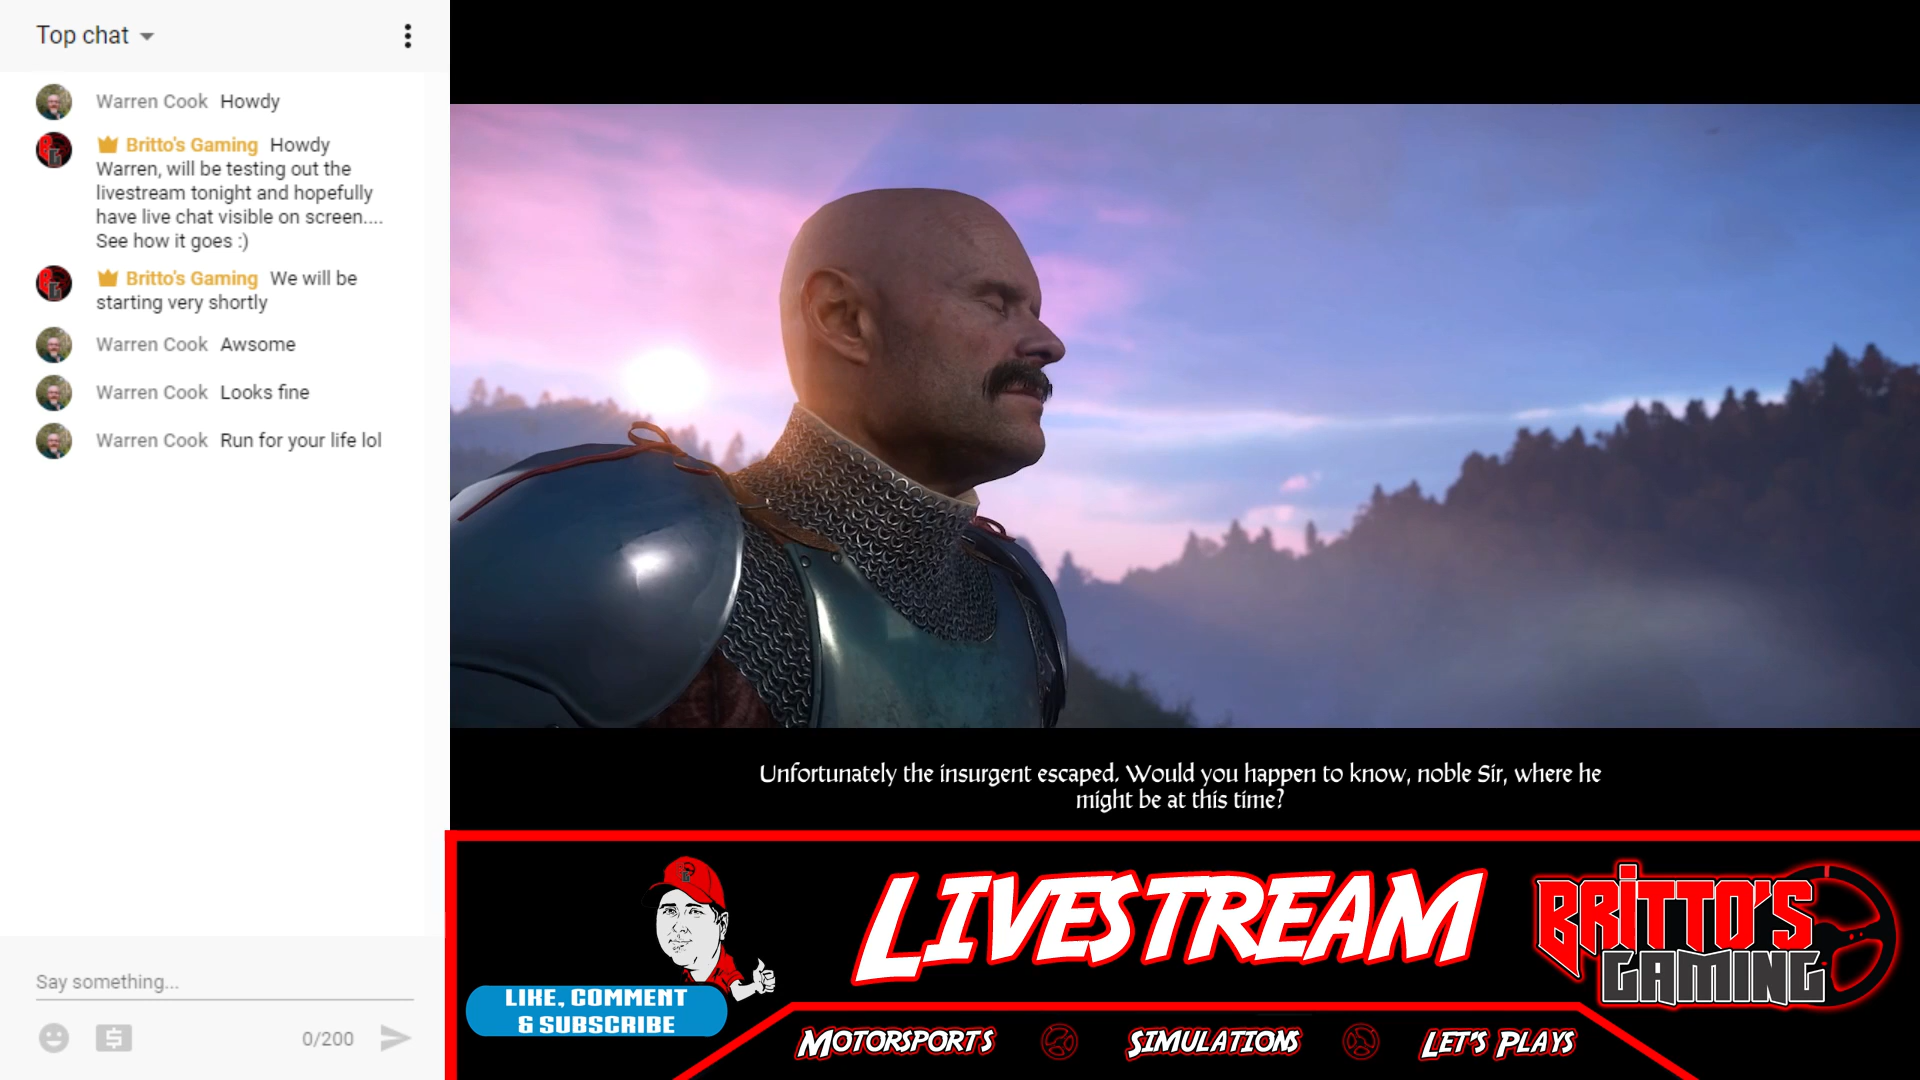 Top chat
Warren Cook Howdy
Britto's Gaming Howdy
Warren, will be testing out the
livestream tonight and hopefully
have live chat visible on screen....
See how it goes :)
Britto's Gaming We will be
starting very shortly
Warren Cook Awsome
Warren Cook Looks fine
Warren Cook Run for your life lol
Say something...
0/200
Unfortunately the insurgent escaped. Would you happen to know, noble Sir, where he
might be at this time?
LIVESTREAM
BRITTO'S
GAMING
LIKE, COMMENT
& SUBSCRIBE
MOTORSPORTS SIMULATIONS LET'S PLAYS